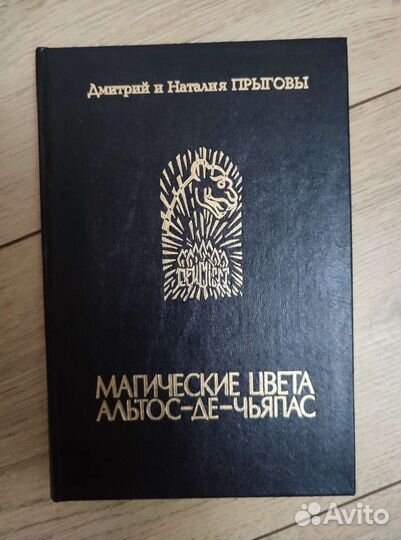 Дмитрий и Наталия ПРЫГОВЫ
МАГИЧЕСКИЕ ЦВЕТА
АЛЬТОС-ДЕ-ЧЬЯПАС
Avito